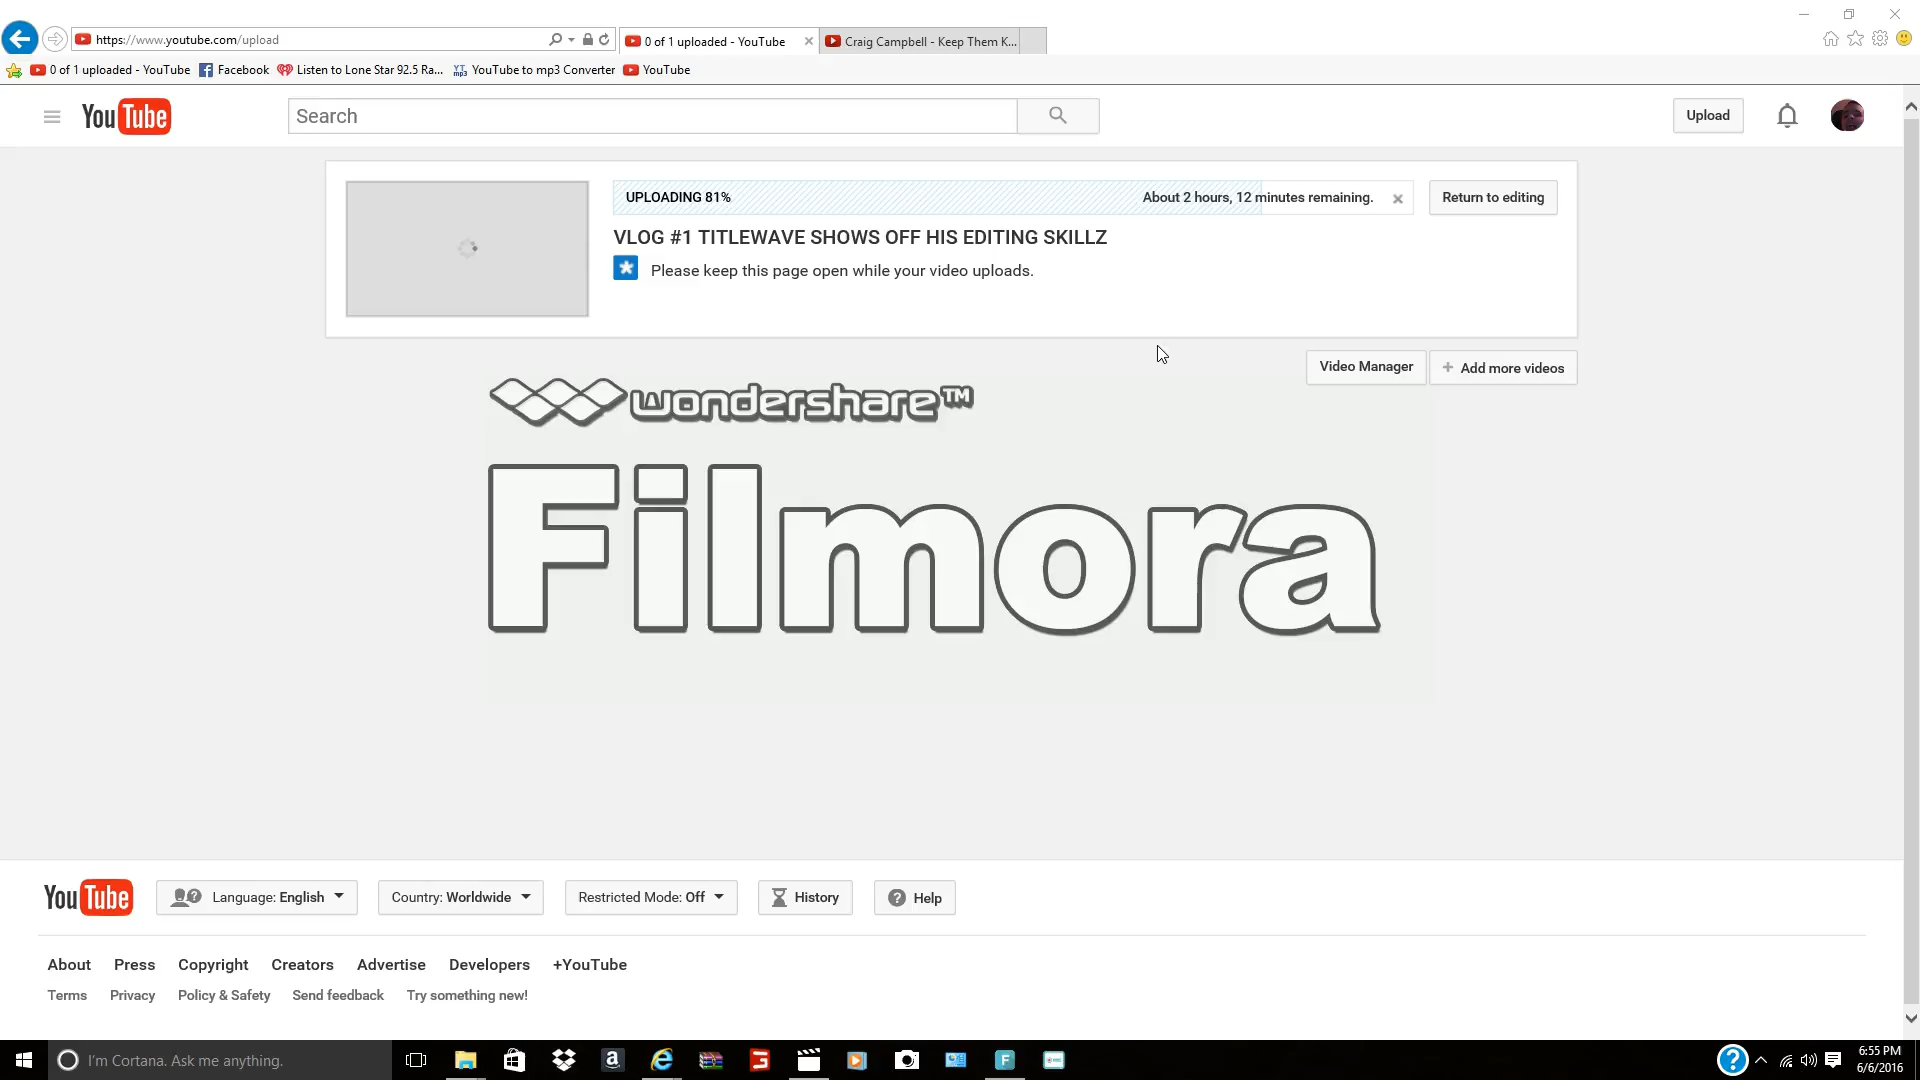 https://www.youtube.com/upload
0 of 1 uploaded - YouTube
Craig Campbell - Keep Them K...
0 of 1 uploaded - YouTube
Facebook
Listen to Lone Star 92.5 Ra...
YT mp3
YouTube to mp3 Converter
YouTube
YouTube
Search
Upload
UPLOADING 81%
About 2 hours, 12 minutes remaining.
Return to editing
VLOG #1 TITLEWAVE SHOWS OFF HIS EDITING SKILLZ
Please keep this page open while your video uploads.
Video Manager
+ Add more videos
wondershare™
Filmora
YouTube
Language: English
Country: Worldwide
Restricted Mode: Off
History
Help
About
Press
Copyright
Creators
Advertise
Developers
+YouTube
Terms
Privacy
Policy & Safety
Send feedback
Try something new!
I'm Cortana. Ask me anything.
6:55 PM
6/6/2016